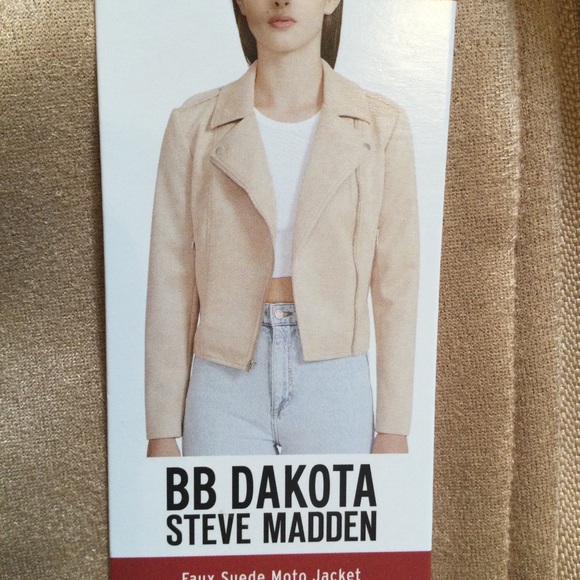 BB DAKOTA
STEVE MADDEN
Faux Suede Moto Jacket